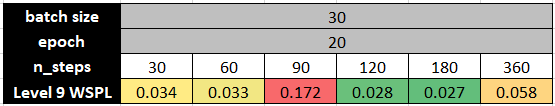 batch size 30
epoch 20
n_steps 30 60 90 120 180 360
Level 9 WSPL 0.034 0.033 0.172 0.028 0.027 0.058